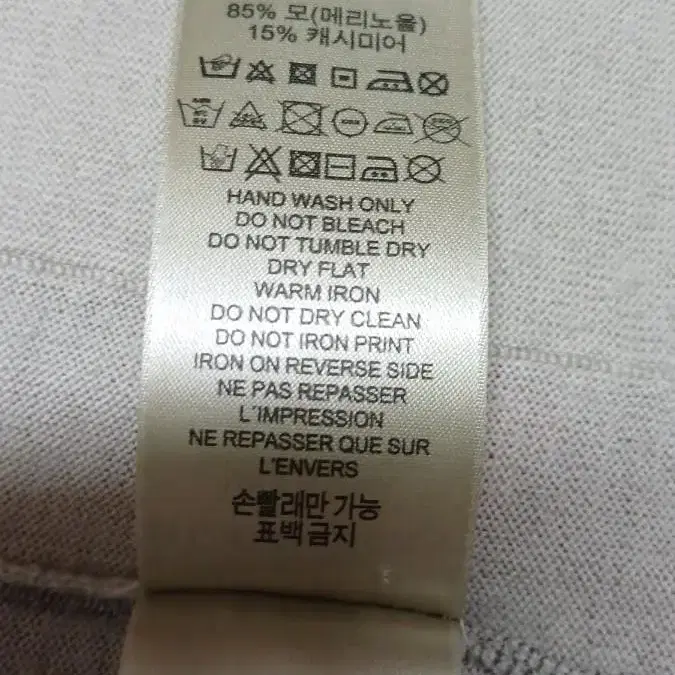 85% 모(메리노울)
15% 캐시미어
HAND WASH ONLY
DO NOT BLEACH
DO NOT TUMBLE DRY
DRY FLAT
WARM IRON
DO NOT DRY CLEAN
DO NOT IRON PRINT
IRON ON REVERSE SIDE
NE PAS REPASSER
L'IMPRESSION
NE REPASSER QUE SUR
L'ENVERS
손빨래만 가능
표백금지